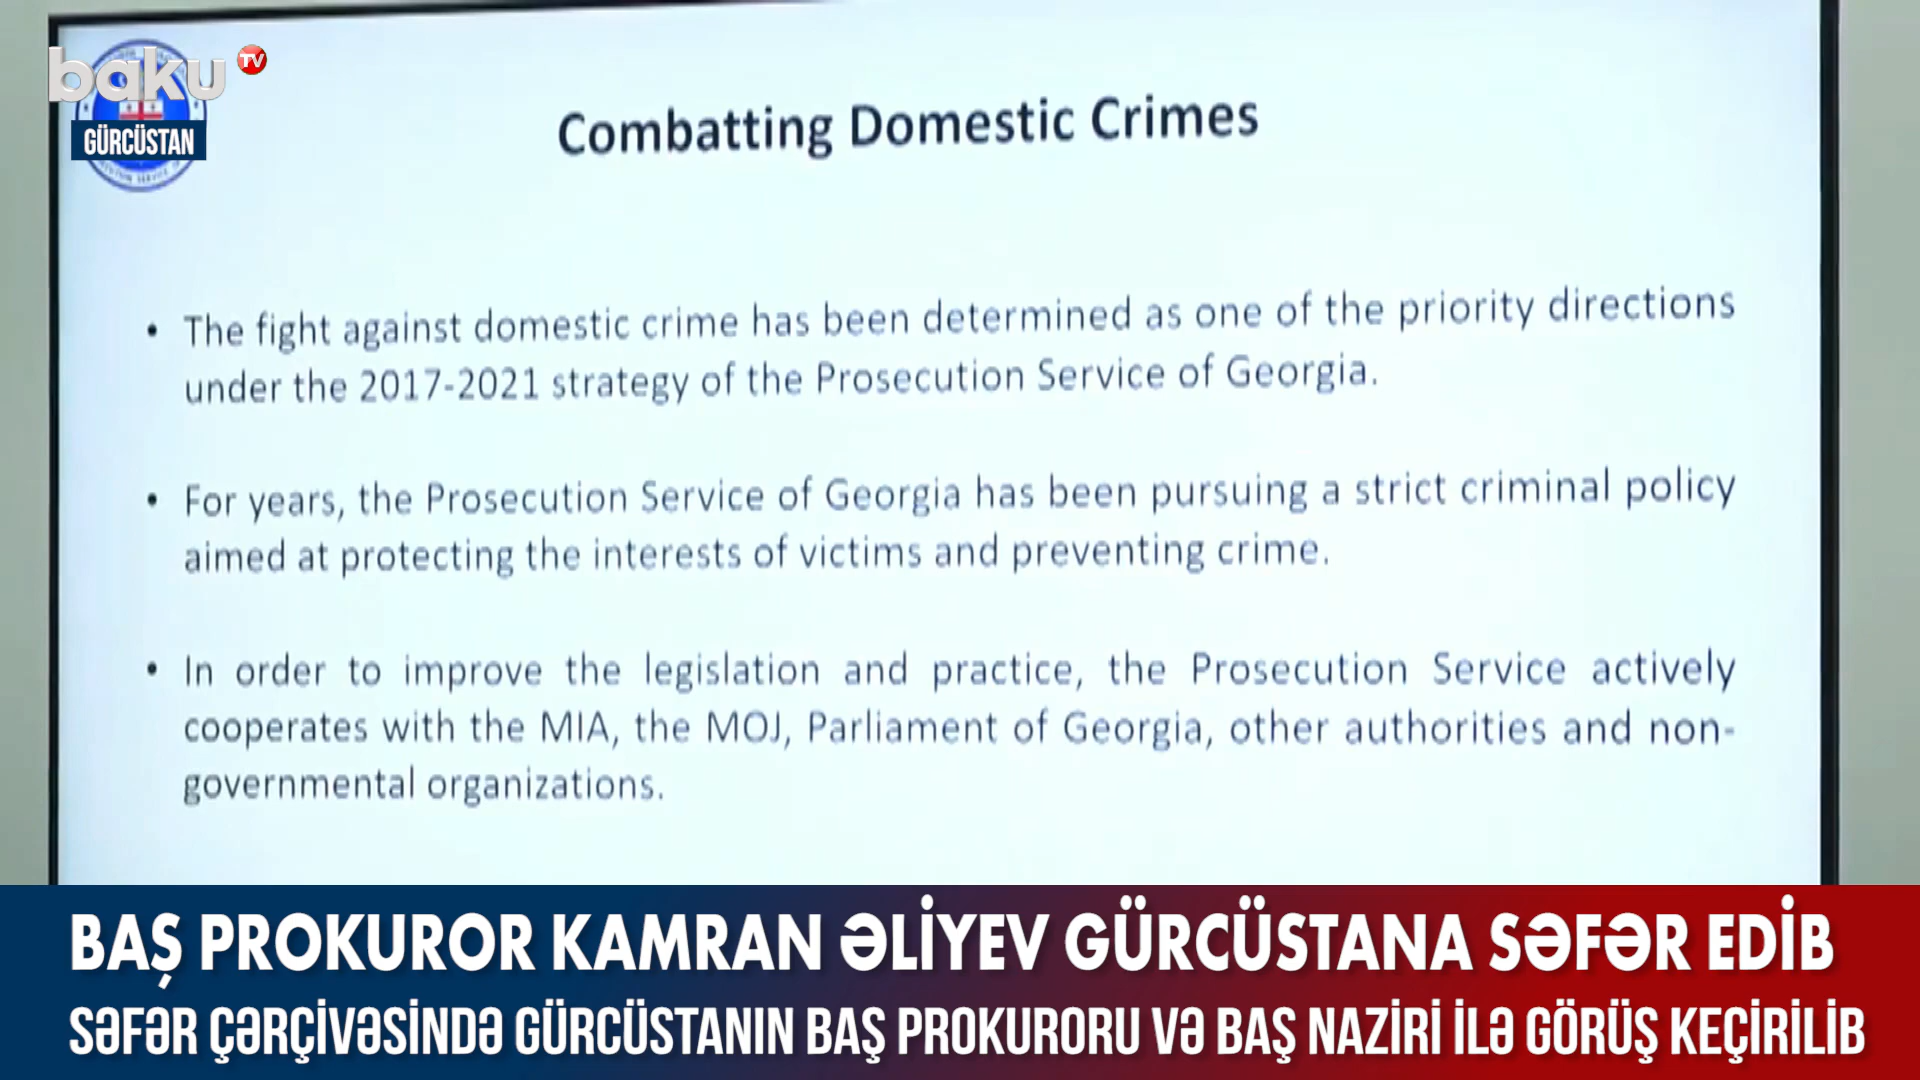 baku TV
GÜRCÜSTAN
Combatting Domestic Crimes
• The fight against domestic crime has been determined as one of the priority directions
under the 2017-2021 strategy of the Prosecution Service of Georgia.
• For years, the Prosecution Service of Georgia has been pursuing a strict criminal policy
aimed at protecting the interests of victims and preventing crime.
• In order to improve the legislation and practice, the Prosecution Service actively
cooperates with the MIA, the MOJ, Parliament of Georgia, other authorities and non-
governmental organizations.
BAŞ PROKUROR KAMRAN ƏLİYEV GÜRCÜSTANA SƏFƏR EDİB
SƏFƏR ÇƏRÇİVƏSİNDƏ GÜRCÜSTANIN BAŞ PROKURORU VƏ BAŞ NAZİRİ İLƏ GÖRÜŞ KEÇİRİLİB